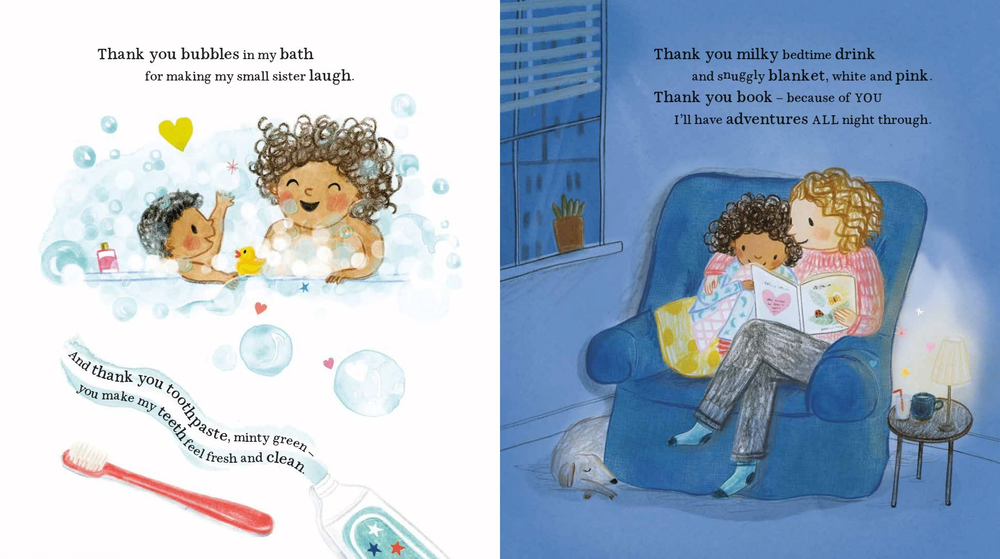 Thank you bubbles in my bath
for making my small sister laugh.
And thank you toothpaste, minty green –
you make my teeth feel fresh and clean.
Thank you milky bedtime drink
and snuggly blanket, white and pink.
Thank you book – because of YOU
I’ll have adventures ALL night through.